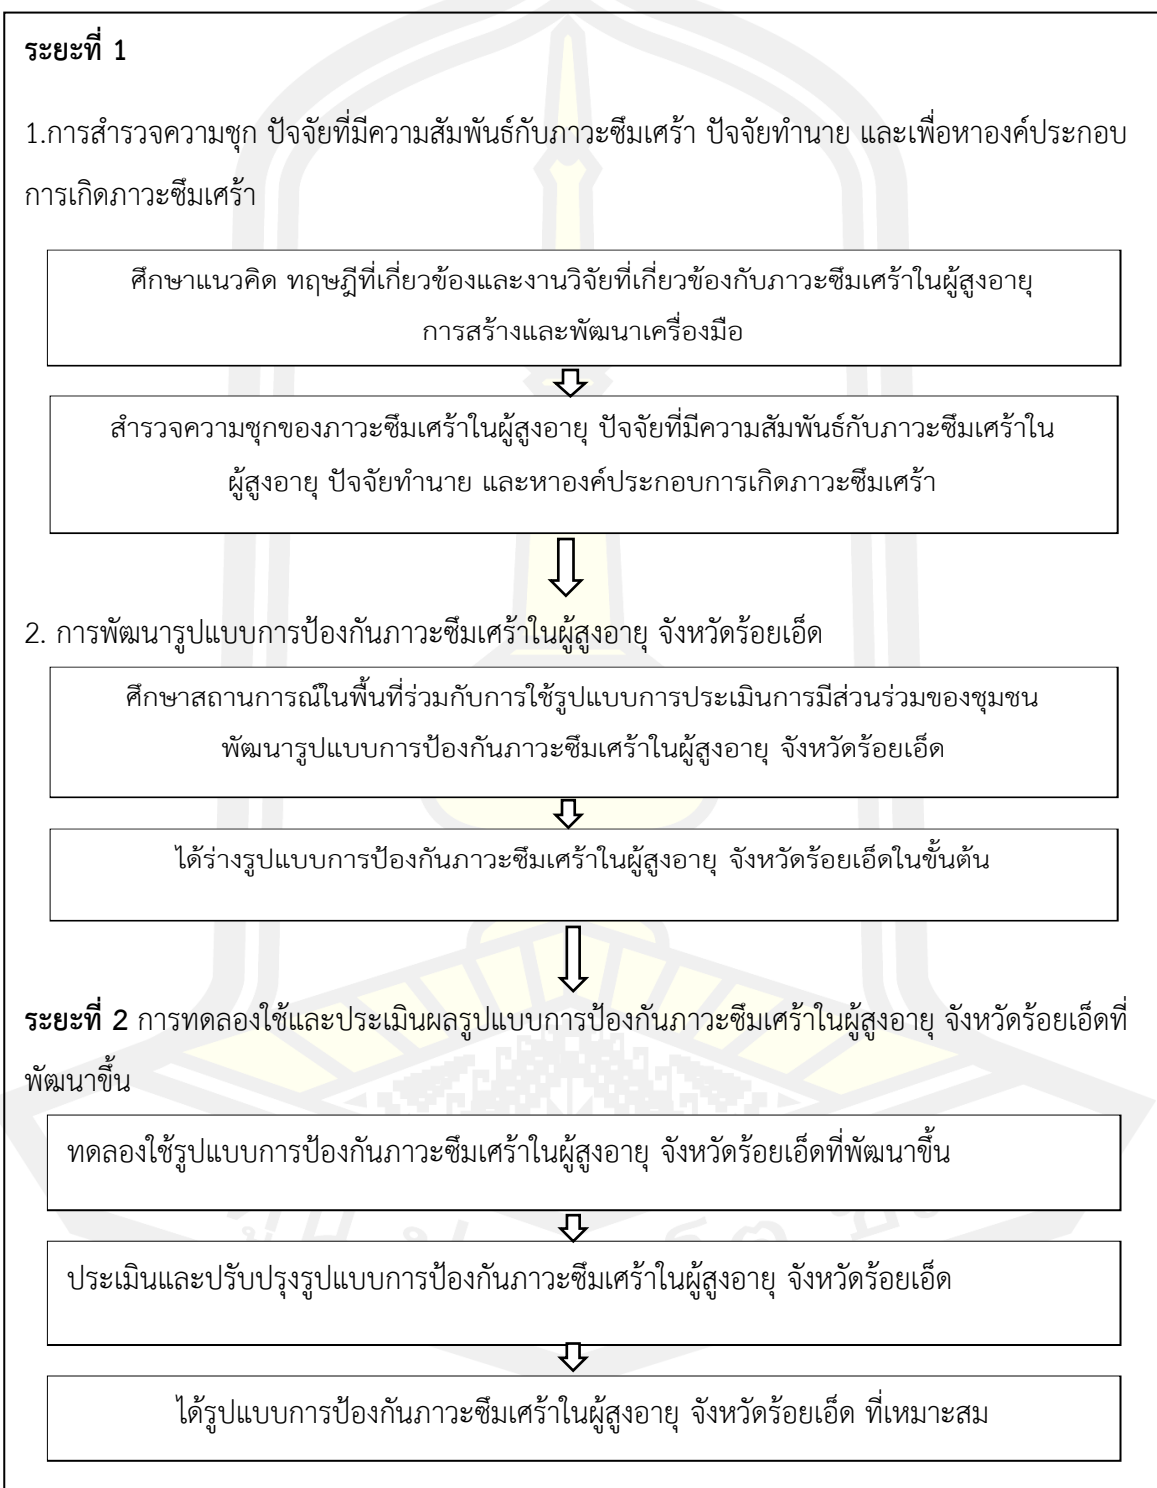 ระยะที่ 1
1.การสำรวจความชุก ปัจจัยที่มีความสัมพันธ์กับภาวะซึมเศร้า ปัจจัยทำนาย และเพื่อหาองค์ประกอบ
การเกิดภาวะซึมเศร้า
ศึกษาแนวคิด ทฤษฎีที่เกี่ยวข้องและงานวิจัยที่เกี่ยวข้องกับภาวะซึมเศร้าในผู้สูงอายุ
การสร้างและพัฒนาเครื่องมือ
สำรวจความชุกของภาวะซึมเศร้าในผู้สูงอายุ ปัจจัยที่มีความสัมพันธ์กับภาวะซึมเศร้าใน
ผู้สูงอายุ ปัจจัยทำนาย และหาองค์ประกอบการเกิดภาวะซึมเศร้า
2. การพัฒนารูปแบบการป้องกันภาวะซึมเศร้าในผู้สูงอายุ จังหวัดร้อยเอ็ด
ศึกษาสถานการณ์ในพื้นที่ร่วมกับการใช้รูปแบบการประเมินการมีส่วนร่วมของชุมชน
พัฒนารูปแบบการป้องกันภาวะซึมเศร้าในผู้สูงอายุ จังหวัดร้อยเอ็ด
ได้ร่างรูปแบบการป้องกันภาวะซึมเศร้าในผู้สูงอายุ จังหวัดร้อยเอ็ดในขั้นต้น
ระยะที่ 2 การทดลองใช้และประเมินผลรูปแบบการป้องกันภาวะซึมเศร้าในผู้สูงอายุ จังหวัดร้อยเอ็ดที่
พัฒนาขึ้น
ทดลองใช้รูปแบบการป้องกันภาวะซึมเศร้าในผู้สูงอายุ จังหวัดร้อยเอ็ดที่พัฒนาขึ้น
ประเมินและปรับปรุงรูปแบบการป้องกันภาวะซึมเศร้าในผู้สูงอายุ จังหวัดร้อยเอ็ด
ได้รูปแบบการป้องกันภาวะซึมเศร้าในผู้สูงอายุ จังหวัดร้อยเอ็ด ที่เหมาะสม